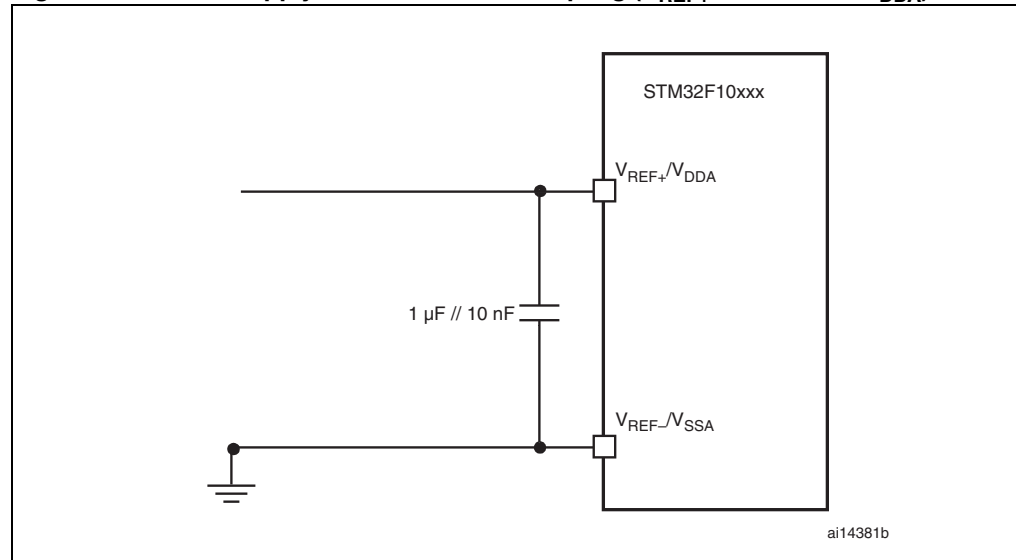 STM32F10xxx
VREF+/VDDA
1 µF // 10 nF
VREF–/VSSA
ai14381b